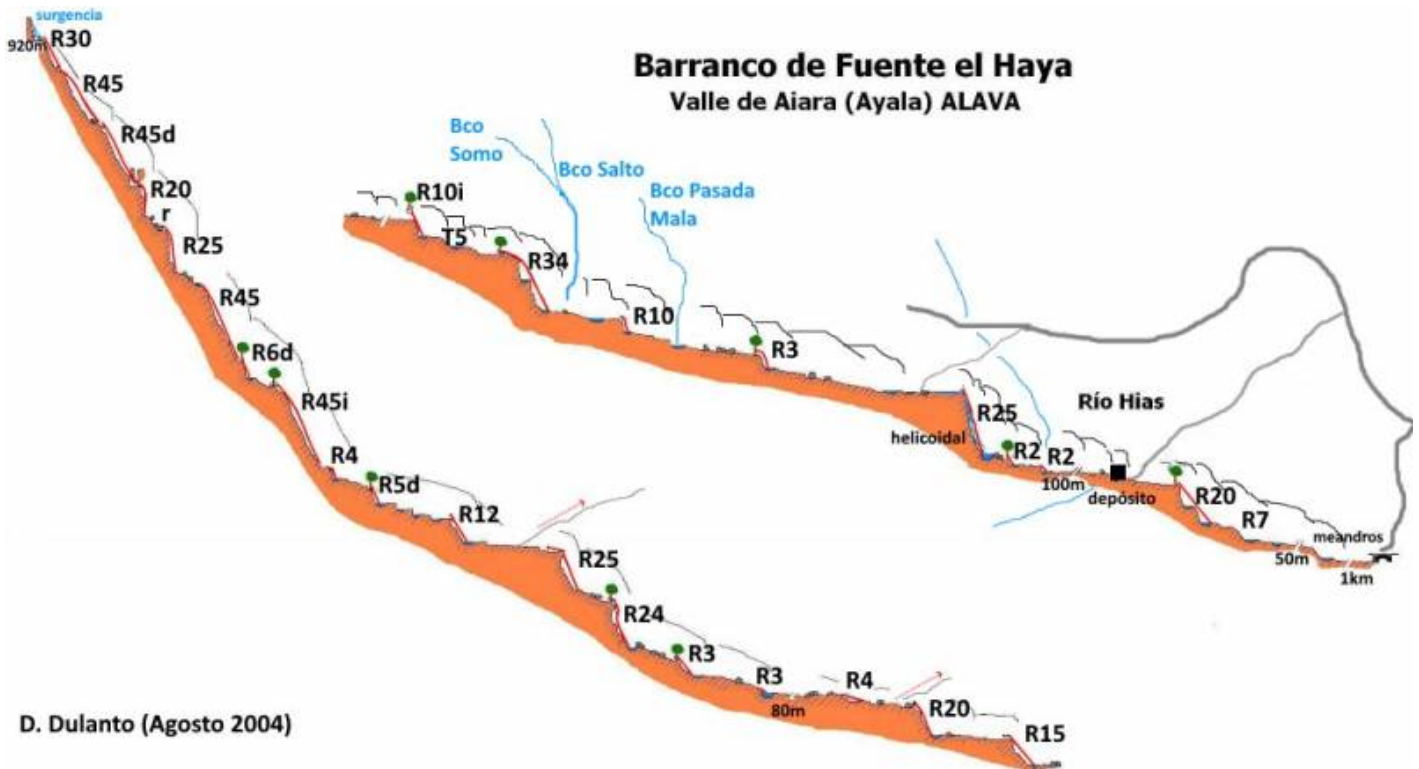 Barranco de Fuente el Haya
Valle de Aiara (Ayala) ALAVA
surgencia
920m
R30
R45
R45d
R20
r
R25
R45
R6d
R45i
R4
R5d
R12
R25
R24
R3
R3
80m
R4
R20
R15
R10i
T5
R34
Bco
Somo
Bco Salto
Bco Pasada
Mala
R10
R3
helicoidal
R25
R2
R2
100m
Río Hias
depósito
R20
R7
50m
meandros
1km
D. Dulanto (Agosto 2004)